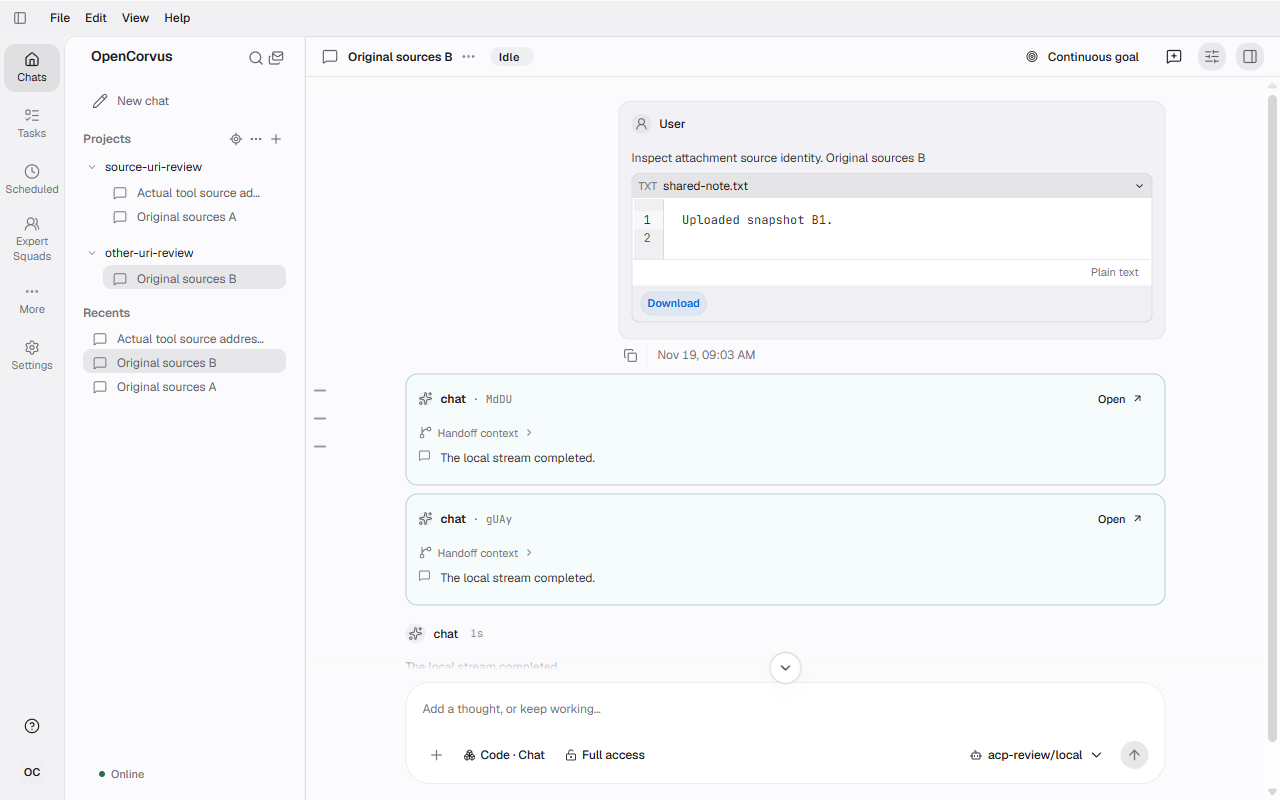 File Edit View Help
Chats
Tasks
Scheduled
Expert
Squads
More
Settings
OC
OpenCorvus
New chat
Projects
source-uri-review
Actual tool source ad...
Original sources A
other-uri-review
Original sources B
Recents
Actual tool source addres...
Original sources B
Original sources A
Online
Original sources B
Idle
Continuous goal
User
Inspect attachment source identity. Original sources B
TXT shared-note.txt
1 Uploaded snapshot B1.
2
Plain text
Download
Nov 19, 09:03 AM
chat · MdDU
Open
Handoff context
The local stream completed.
chat · gUAy
Open
Handoff context
The local stream completed.
chat 1s
The local stream completed
Add a thought, or keep working...
Code · Chat
Full access
acp-review/local